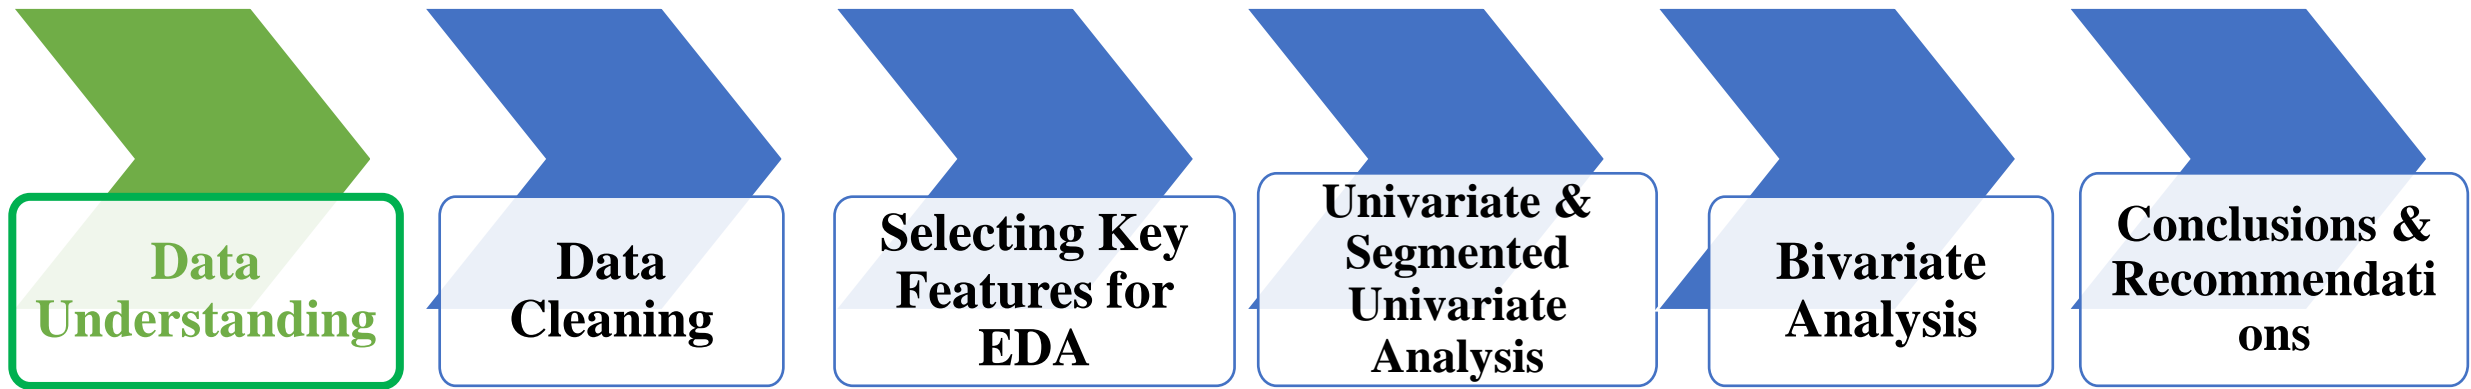 Data
Understanding
Data
Cleaning
Selecting Key
Features for
EDA
Univariate &
Segmented
Univariate
Analysis
Bivariate
Analysis
Conclusions &
Recommendati
ons